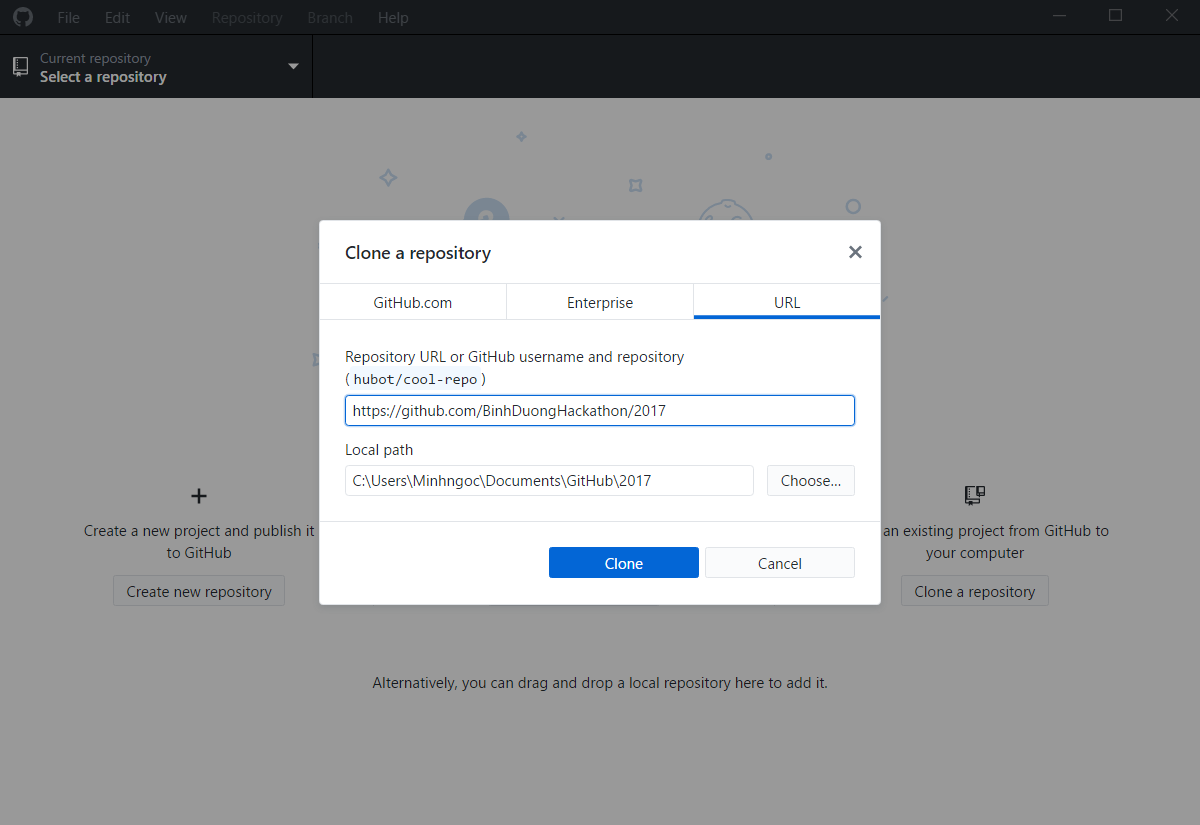 File Edit View Repository Branch Help
Current repository
Select a repository
Clone a repository
GitHub.com Enterprise URL
Repository URL or GitHub username and repository
( hubot/cool-repo )
https://github.com/BinhDuongHackathon/2017
Local path
C:\Users\Minhngoc\Documents\GitHub\2017 Choose...
Clone Cancel
Create a new project and publish it
to GitHub
Create new repository
an existing project from GitHub to
your computer
Clone a repository
Alternatively, you can drag and drop a local repository here to add it.